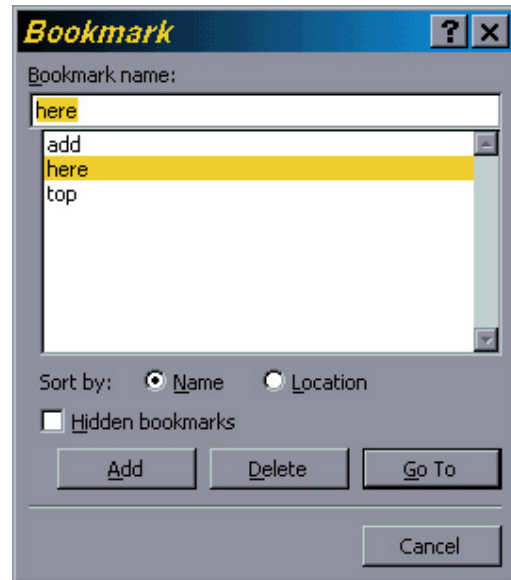 Bookmark
Bookmark name:
here
add
here
top
Sort by: Name Location
Hidden bookmarks
Add Delete Go To
Cancel